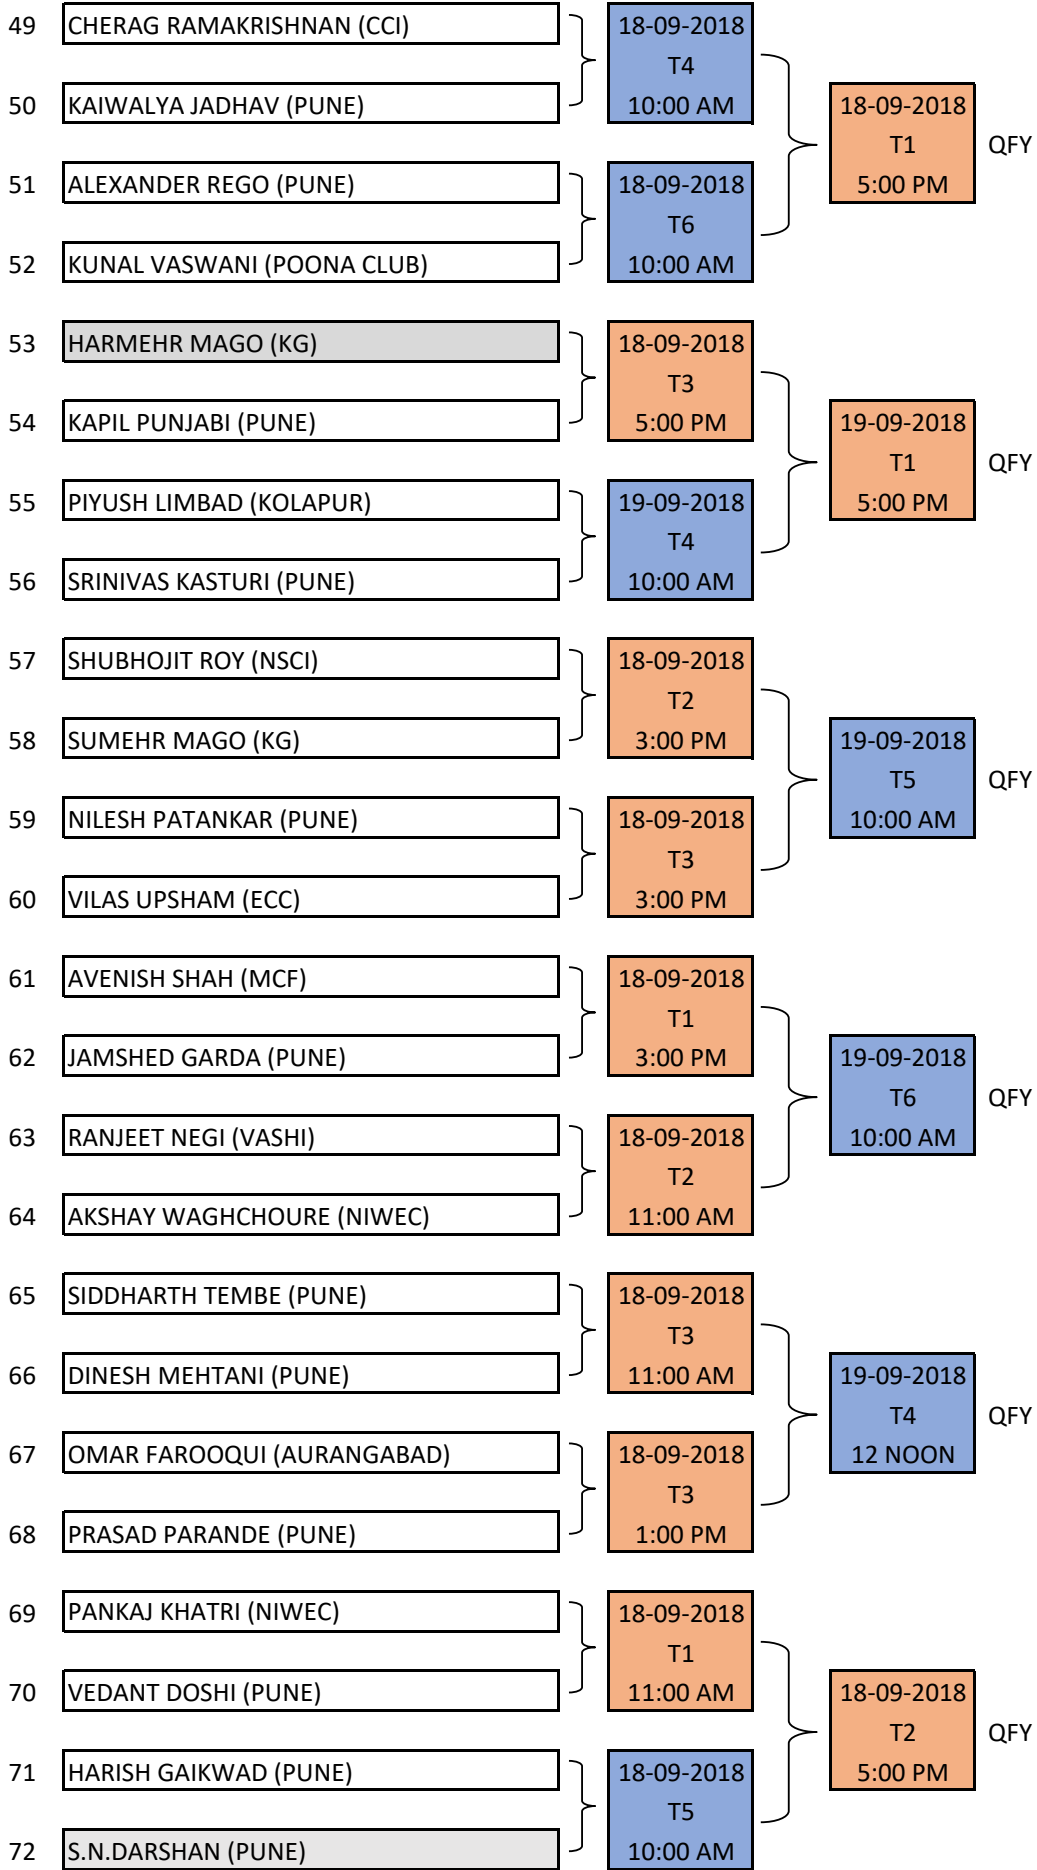 49 CHERAG RAMAKRISHNAN (CCI) 18-09-2018
T4
50 KAIWALYA JADHAV (PUNE) 10:00 AM 18-09-2018
T1 QFY
51 ALEXANDER REGO (PUNE) 18-09-2018 5:00 PM
T6
52 KUNAL VASWANI (POONA CLUB) 10:00 AM
53 HARMEHR MAGO (KG) 18-09-2018
T3
54 KAPIL PUNJABI (PUNE) 5:00 PM 19-09-2018
T1 QFY
55 PIYUSH LIMBAD (KOLAPUR) 19-09-2018 5:00 PM
T4
56 SRINIVAS KASTURI (PUNE) 10:00 AM
57 SHUBHOJIT ROY (NSCI) 18-09-2018
T2
58 SUMEHR MAGO (KG) 3:00 PM 19-09-2018
T5 QFY
59 NILESH PATANKAR (PUNE) 18-09-2018 10:00 AM
T3
60 VILAS UPSHAM (ECC) 3:00 PM
61 AVENISH SHAH (MCF) 18-09-2018
T1
62 JAMSHED GARDA (PUNE) 3:00 PM 19-09-2018
T6 QFY
63 RANJEET NEGI (VASHI) 18-09-2018 10:00 AM
T2
64 AKSHAY WAGHCHOURE (NIWEC) 11:00 AM
65 SIDDHARTH TEMBE (PUNE) 18-09-2018
T3
66 DINESH MEHTANI (PUNE) 11:00 AM 19-09-2018
T4 QFY
67 OMAR FAROOQUI (AURANGABAD) 18-09-2018 12 NOON
T3
68 PRASAD PARANDE (PUNE) 1:00 PM
69 PANKAJ KHATRI (NIWEC) 18-09-2018
T1
70 VEDANT DOSHI (PUNE) 11:00 AM 18-09-2018
T2 QFY
71 HARISH GAIKWAD (PUNE) 18-09-2018 5:00 PM
T5
72 S.N.DARSHAN (PUNE) 10:00 AM